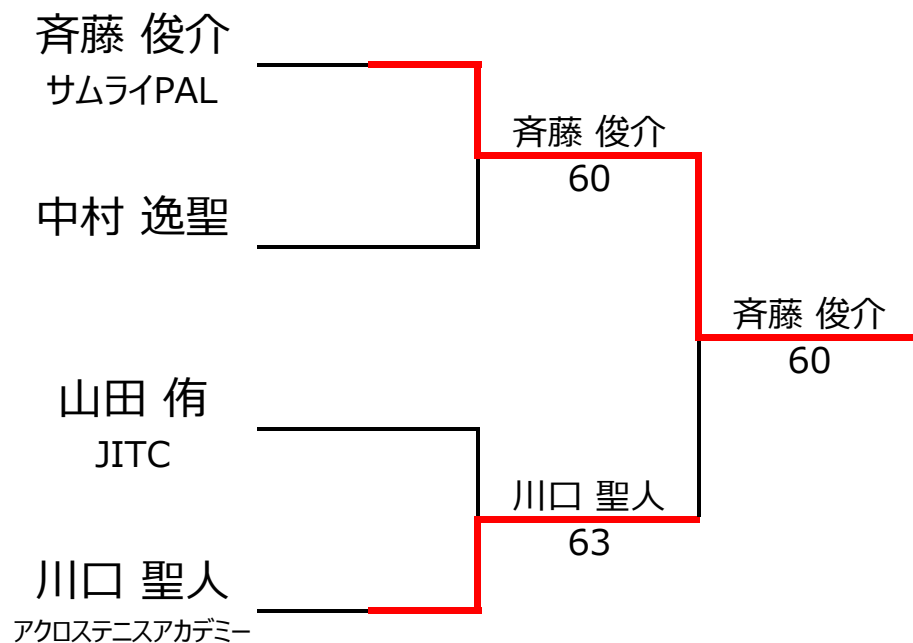 斉藤 俊介
サムライPAL
斉藤 俊介
60
中村 逸聖
斉藤 俊介
60
山田 侑
JITC
川口 聖人
63
川口 聖人
アクロステニスアカデミー